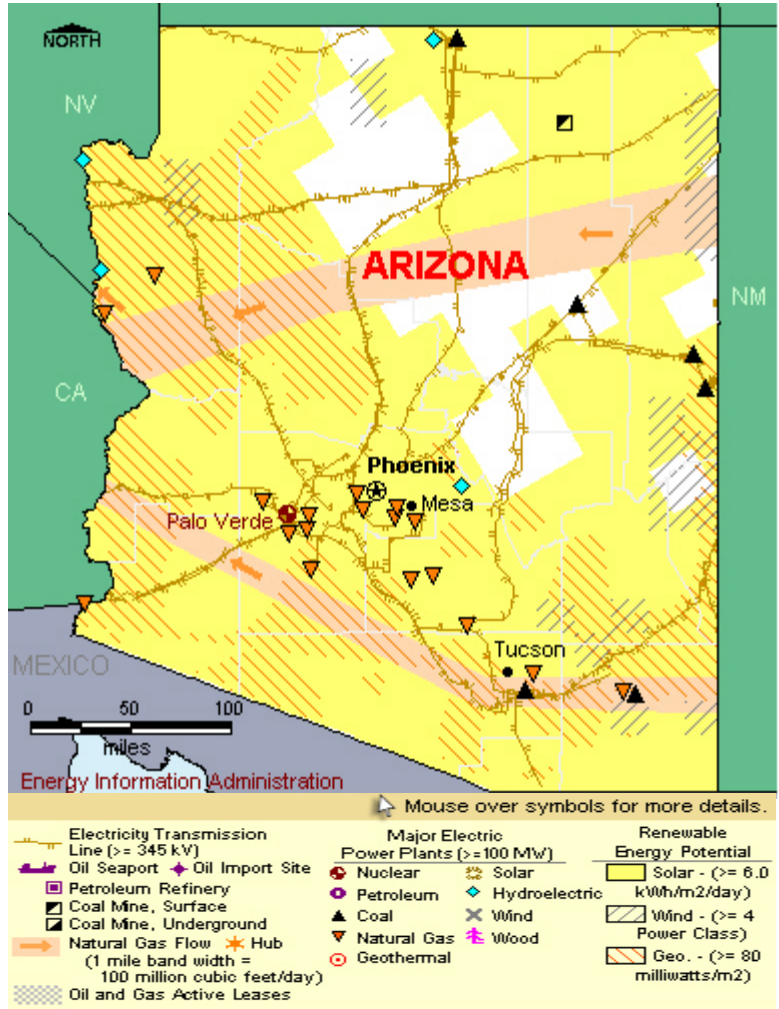 NORTH
NV
ARIZONA
NM
CA
Phoenix
Mesa
Palo Verde
Tucson
MEXICO
0 50 100
miles
Energy Information Administration
Mouse over symbols for more details.
Electricity Transmission
Line (>= 345 kV)
Oil Seaport Oil Import Site
Petroleum Refinery
Coal Mine, Surface
Coal Mine, Underground
Natural Gas Flow Hub
(1 mile band width =
100 million cubic feet/day)
Oil and Gas Active Leases
Major Electric
Power Plants (>=100 MW)
Nuclear Solar
Petroleum Hydroelectric
Coal Wind
Natural Gas Wood
Geothermal
Renewable
Energy Potential
Solar - (>= 6.0
kWh/m2/day)
Wind - (>= 4
Power Class)
Geo. - (>= 80
milliwatts/m2)